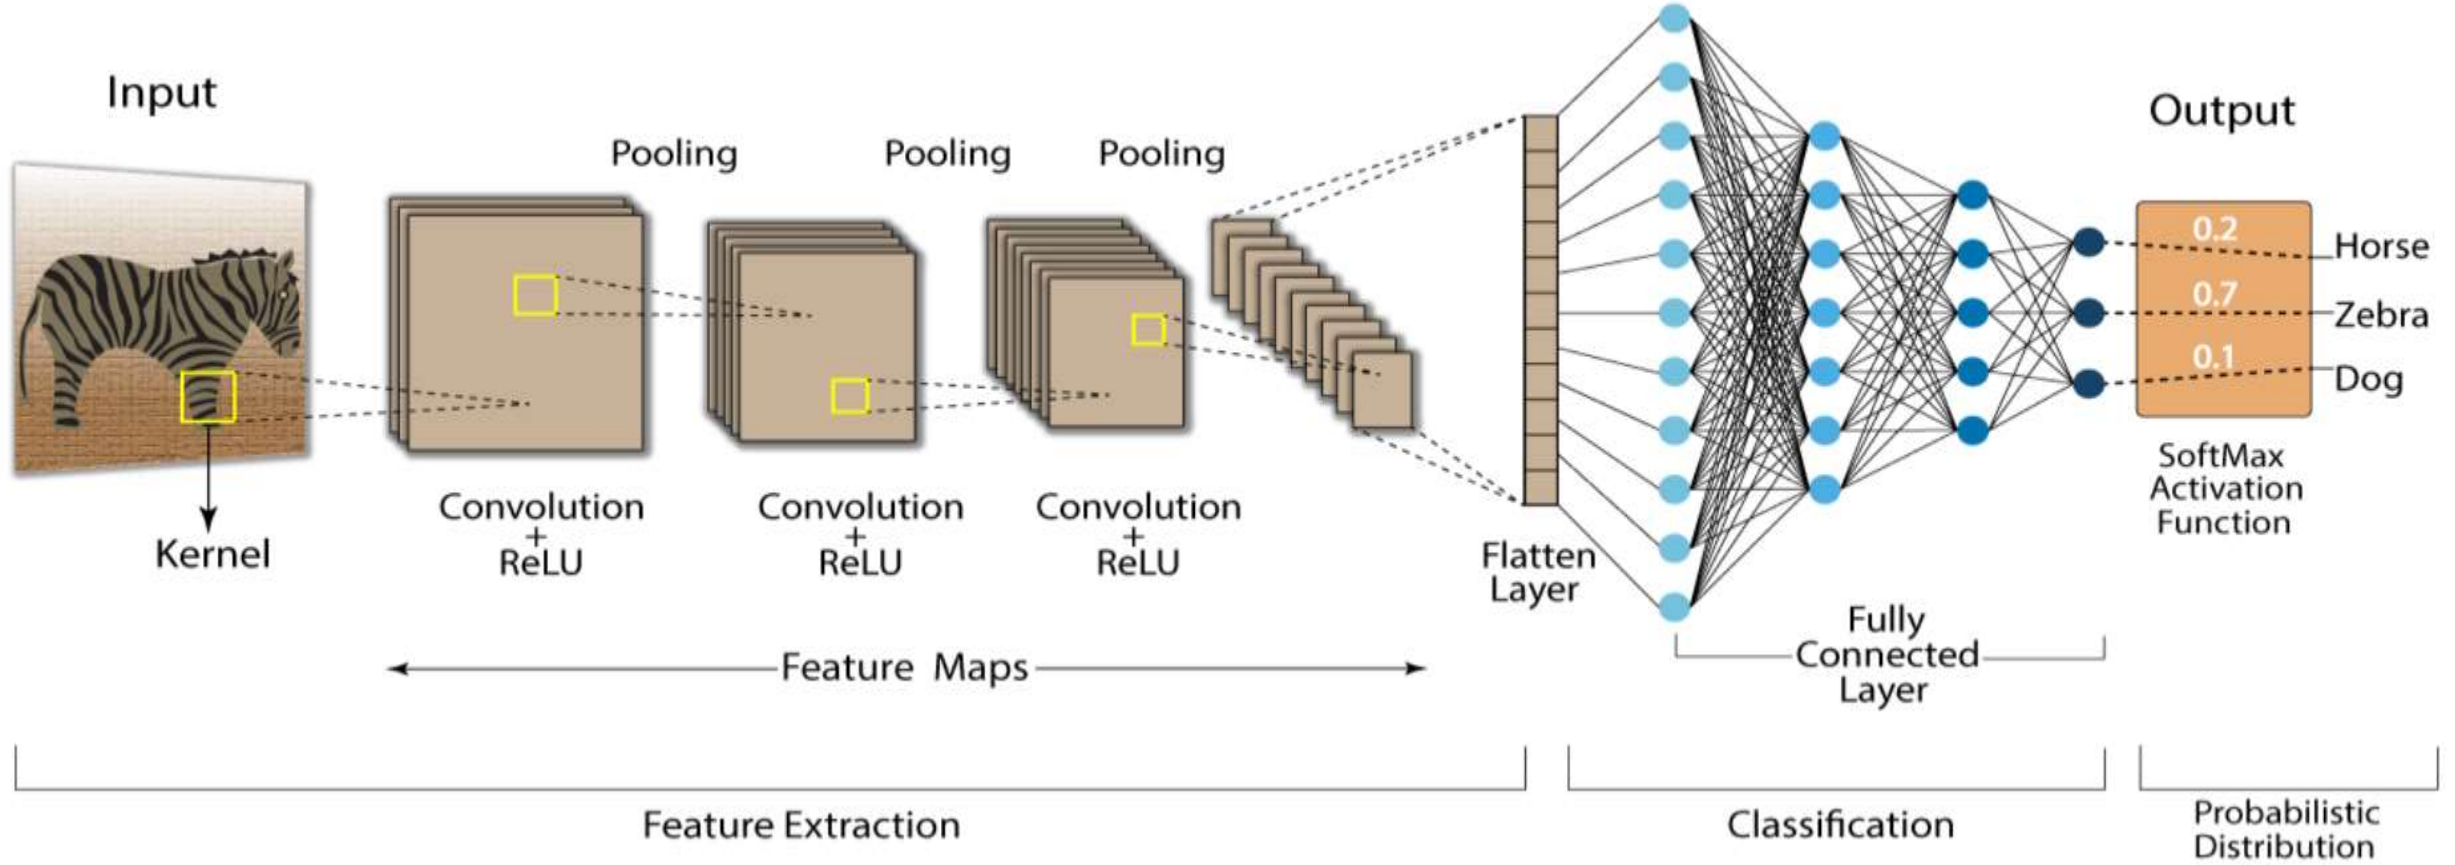 Input
Pooling
Pooling
Pooling
Output
0.2
Horse
0.7
Zebra
0.1
Dog
Kernel
Convolution
+
ReLU
Convolution
+
ReLU
Convolution
+
ReLU
Flatten
Layer
SoftMax
Activation
Function
Fully
Connected
Layer
Feature Maps
Feature Extraction
Classification
Probabilistic
Distribution